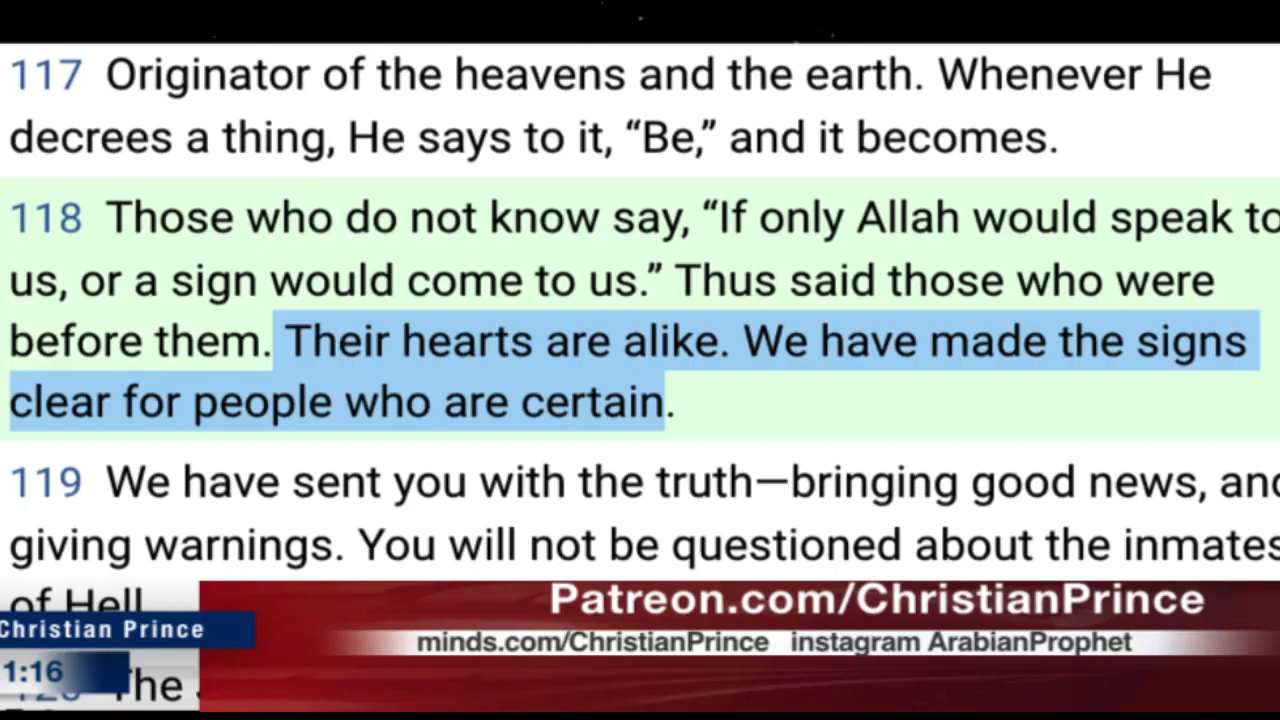 117 Originator of the heavens and the earth. Whenever He
decrees a thing, He says to it, “Be,” and it becomes.
118 Those who do not know say, “If only Allah would speak to
us, or a sign would come to us.” Thus said those who were
before them. Their hearts are alike. We have made the signs
clear for people who are certain.
119 We have sent you with the truth—bringing good news, and
giving warnings. You will not be questioned about the inmates
of Hell
Patreon.com/ChristianPrince
Christian Prince
minds.com/ChristianPrince instagram ArabianProphet
1:16
The